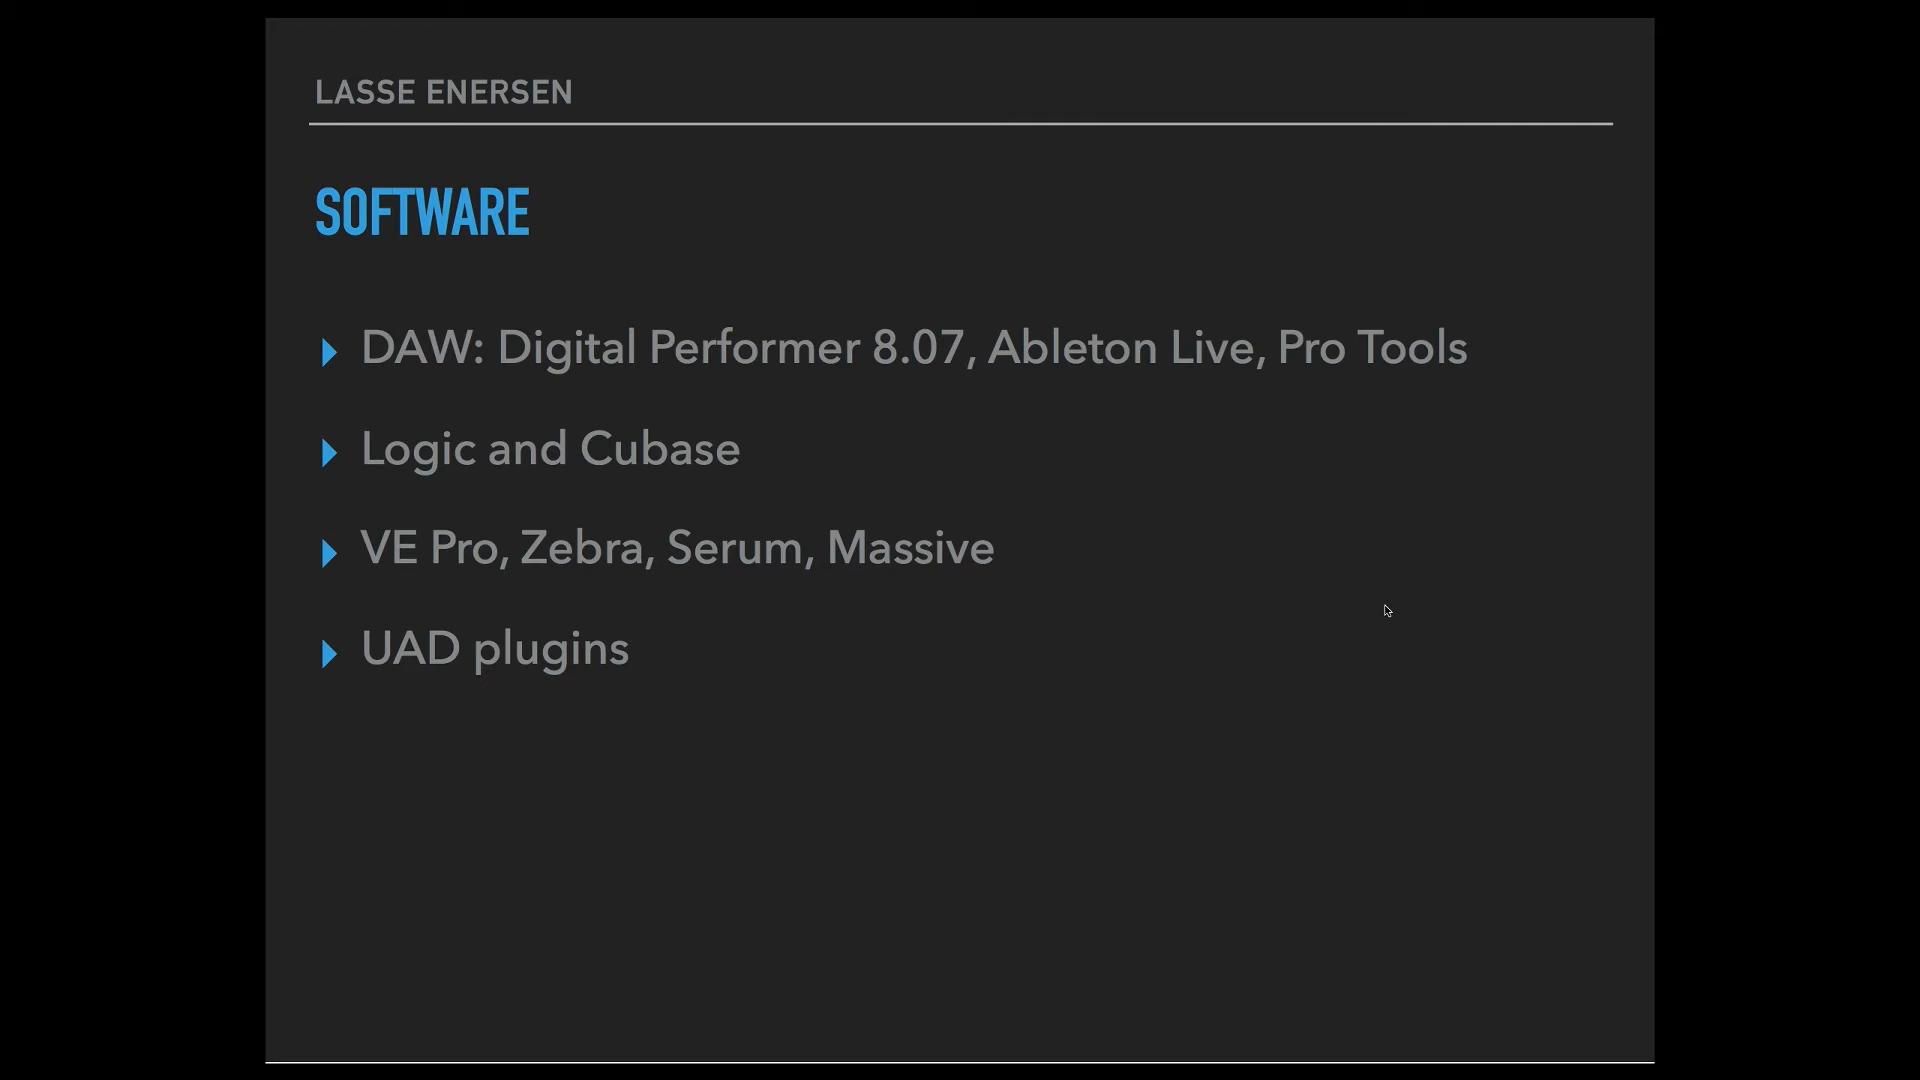 LASSE ENERSEN
SOFTWARE
DAW: Digital Performer 8.07, Ableton Live, Pro Tools
Logic and Cubase
VE Pro, Zebra, Serum, Massive
UAD plugins